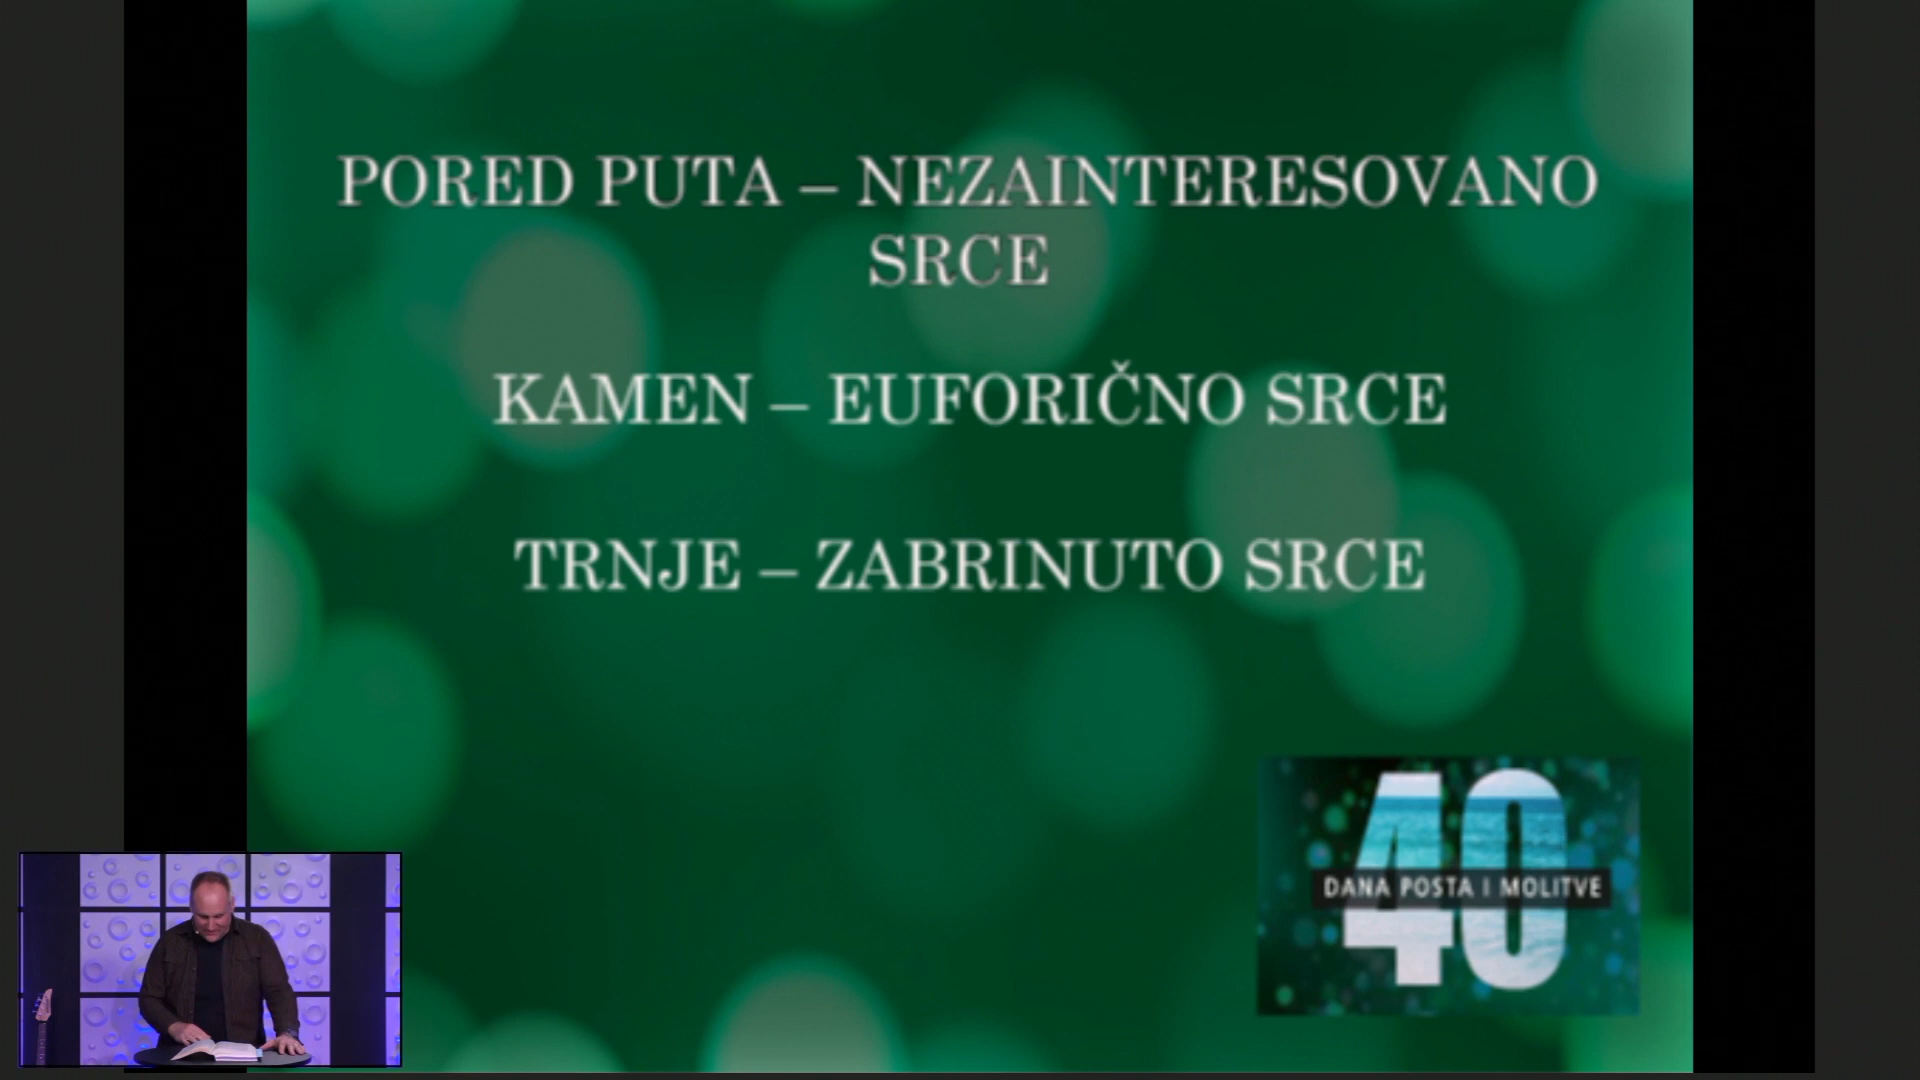 PORED PUTA – NEZAINTERESOVANO
SRCE
KAMEN – EUFORIČNO SRCE
TRNJE – ZABRINUTO SRCE
40
DANA POSTA I MOLITVE